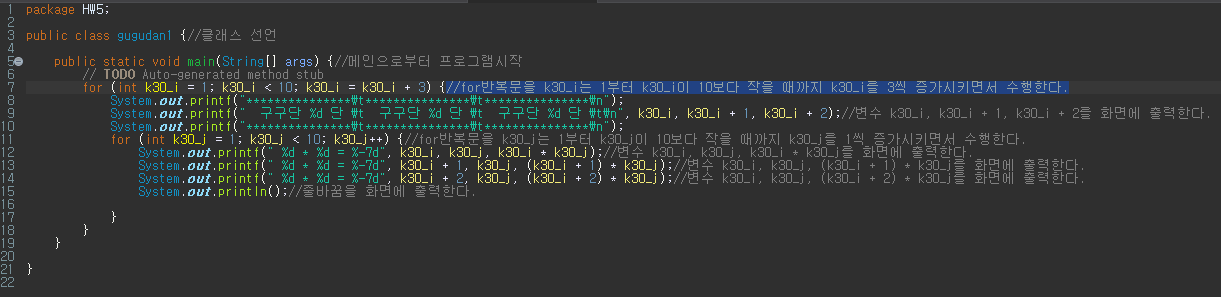 1 package HW5;
2
3 public class gugudan1 {//클래스 선언
4
5 public static void main(String[] args) {//메인으로부터 프로그램시작
6 // TODO Auto-generated method stub
7 for (int k30_i = 1; k30_i < 10; k30_i = k30_i + 3) {//for반복문을 k30_i는 1부터 k30_i이 10보다 작을 때까지 k30_i를 3씩 증가시키면서 수행한다.
8 System.out.printf("***************\t***************\t***************\n");
9 System.out.printf("  구구단 %d 단 \t  구구단 %d 단 \t  구구단 %d 단 \t\n", k30_i, k30_i + 1, k30_i + 2);//변수 k30_i, k30_i + 1, k30_i + 2를 화면에 출력한다.
10 System.out.printf("***************\t***************\t***************\n");
11 for (int k30_j = 1; k30_j < 10; k30_j++) {//for반복문을 k30_j는 1부터 k30_j이 10보다 작을 때까지 k30_j를 1씩 증가시키면서 수행한다.
12 System.out.printf(" %d * %d = %-7d", k30_i, k30_j, k30_i * k30_j);//변수 k30_i, k30_j, k30_i * k30_j를 화면에 출력한다.
13 System.out.printf(" %d * %d = %-7d", k30_i + 1, k30_j, (k30_i + 1) * k30_j);//변수 k30_i, k30_j, (k30_i + 1) * k30_j를 화면에 출력한다.
14 System.out.printf(" %d * %d = %-7d", k30_i + 2, k30_j, (k30_i + 2) * k30_j);//변수 k30_i, k30_j, (k30_i + 2) * k30_j를 화면에 출력한다.
15 System.out.println();//줄바꿈을 화면에 출력한다.
16
17 }
18 }
19 }
20
21 }
22